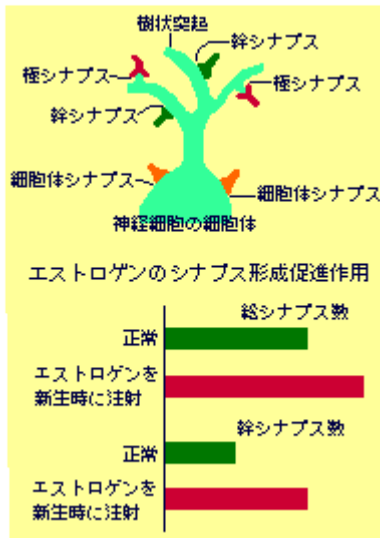 樹状突起
幹シナプス
極シナプス
極シナプス
幹シナプス
細胞体シナプス
細胞体シナプス
神経細胞の細胞体
エストロゲンのシナプス形成促進作用
総シナプス数
正常
エストロゲンを
新生時に注射
幹シナプス数
正常
エストロゲンを
新生時に注射